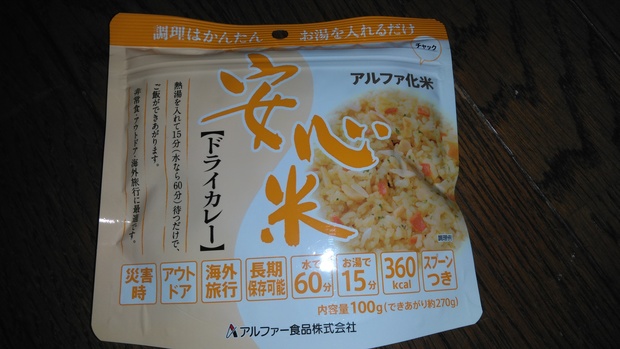 調理はかんたん お湯を入れるだけ
チャック
アルファ化米
安心米
【ドライカレー】
熱湯を入れて15分(水なら60分)待つだけで、
ご飯ができあがります。
非常食・アウトドア・海外旅行に最適です。
調理例
災害時
アウトドア
海外旅行
長期保存可能
水で60分
お湯で15分
360kcal
スプーンつき
内容量100g(できあがり約270g)
アルファー食品株式会社